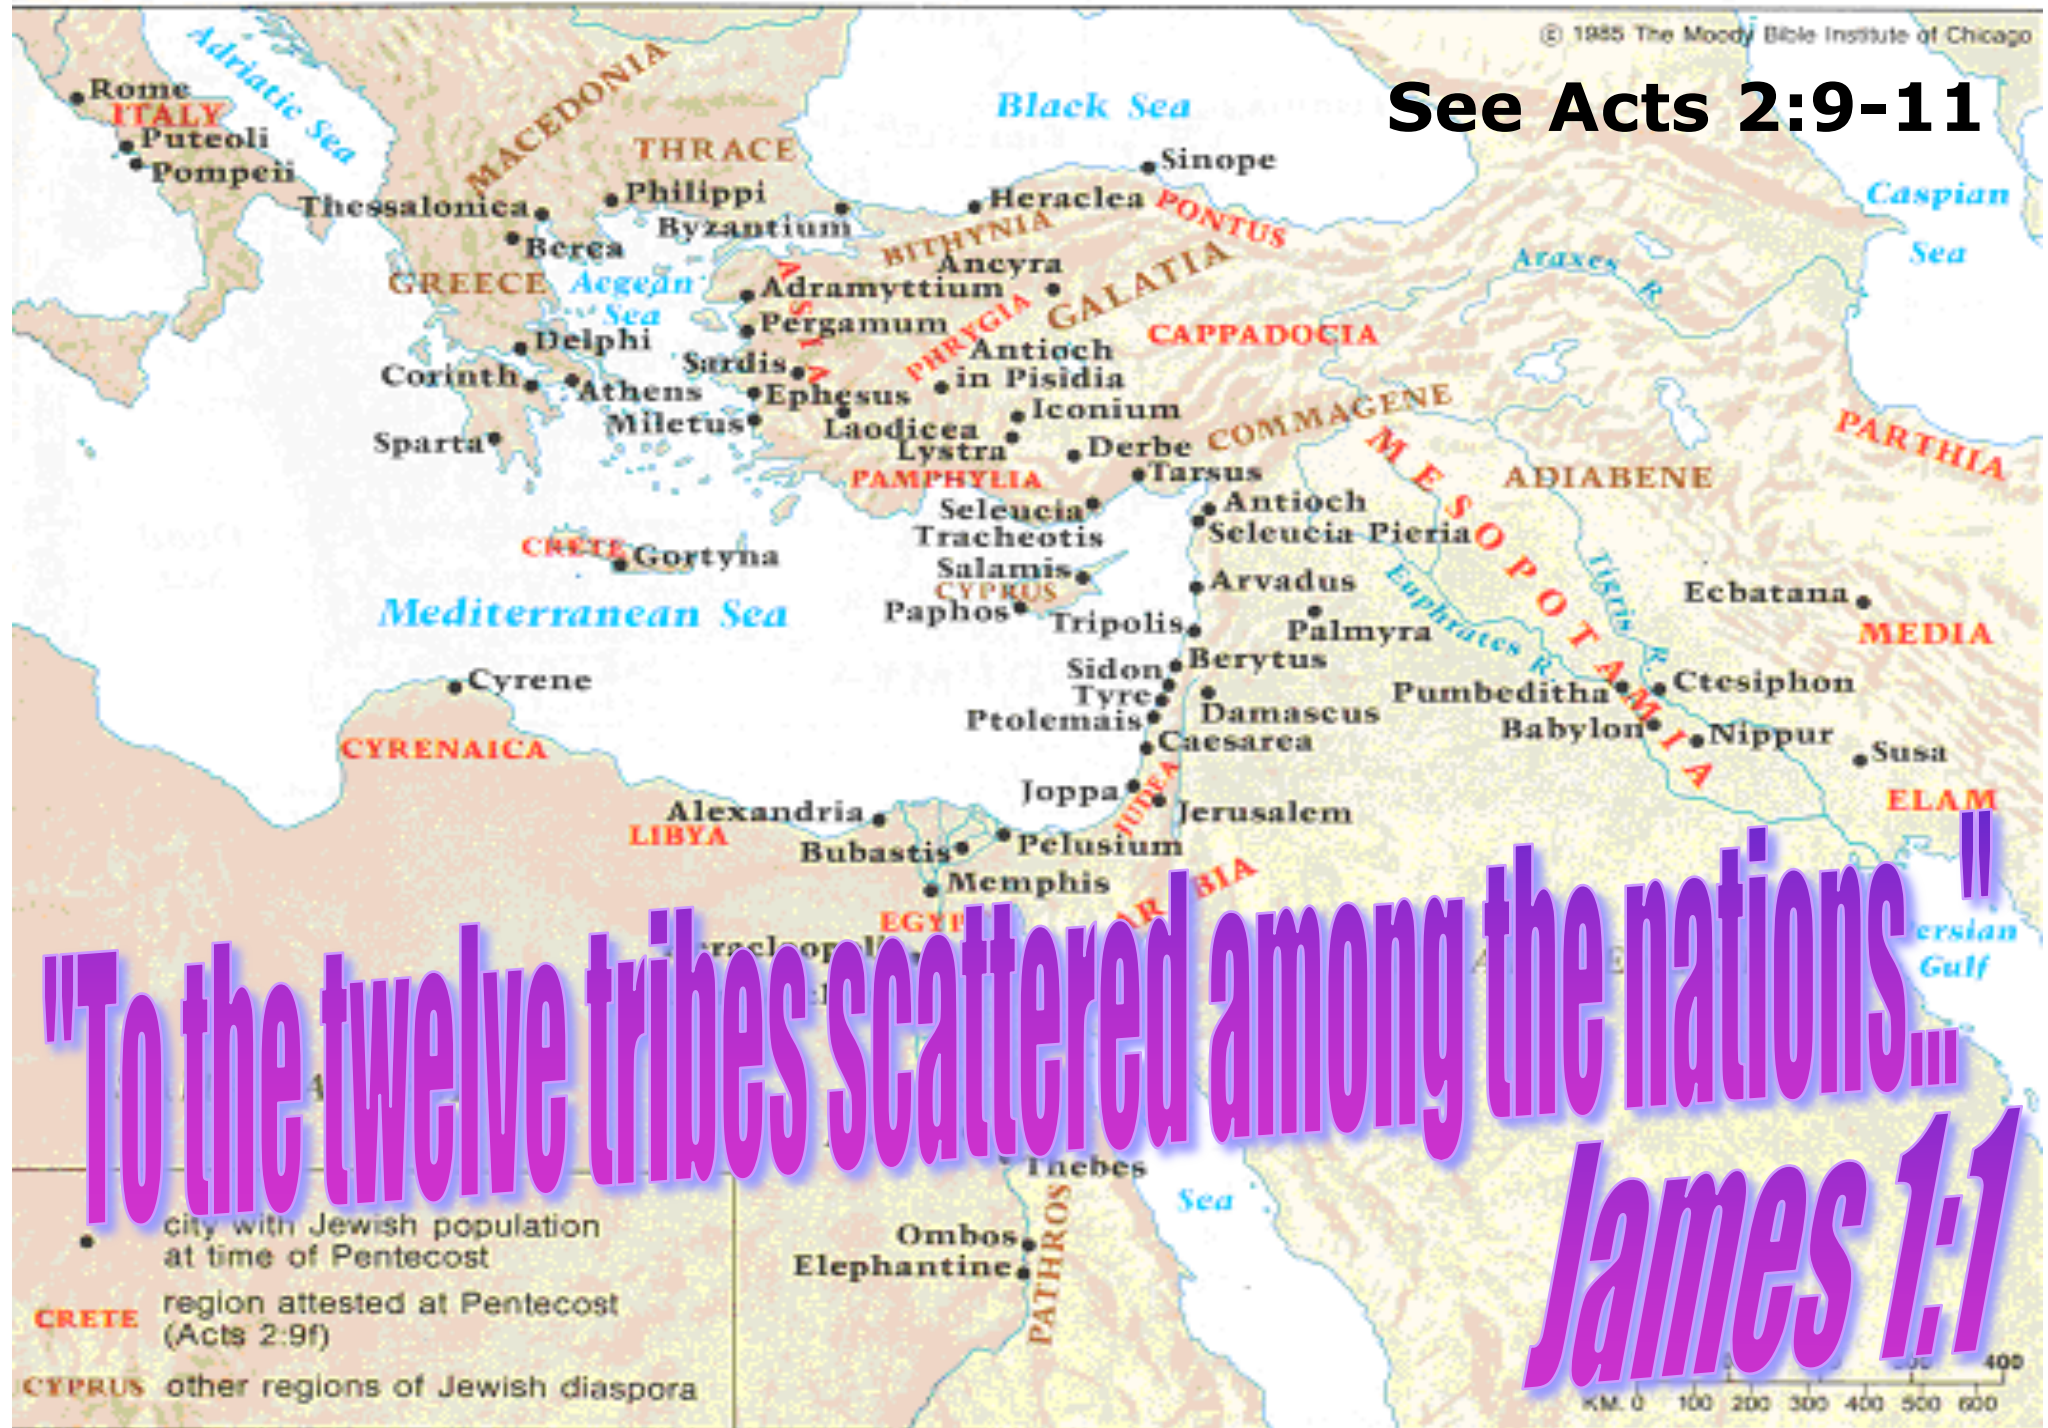 © 1985 The Moody Bible Institute of Chicago
See Acts 2:9-11
Adriatic Sea
Rome
ITALY
Puteoli
Pompeii
MACEDONIA
THRACE
Black Sea
Sinope
Caspian
Sea
Thessalonica
Philippi
Byzantium
Heraclea
PONTUS
BITHYNIA
Berea
GREECE
Aegean
Sea
ASIA
Adramyttium
Ancyra
GALATIA
Araxes R.
Pergamum
PHRYGIA
CAPPADOCIA
Delphi
Sardis
Antioch
in Pisidia
Corinth
Athens
Ephesus
Miletus
Laodicea
Iconium
COMMAGENE
PARTHIA
Sparta
Lystra
Derbe
MESOPOTAMIA
ADIABENE
PAMPHYLIA
Tarsus
Seleucia
Tracheotis
Antioch
Seleucia Pieria
CRETE
Gortyna
Salamis
CYPRUS
Paphos
Arvadus
Euphrates R.
Tigris R.
Ecbatana
MEDIA
Mediterranean Sea
Tripolis
Palmyra
Berytus
Sidon
Tyre
Ptolemais
Damascus
Cyrene
Pumbeditha
Ctesiphon
Babylon
Nippur
Susa
CYRENAICA
Caesarea
Joppa
JUDEA
Jerusalem
ELAM
Alexandria
LIBYA
Bubastis
Pelusium
Memphis
EGYP
Gulf
"To the twelve tribes scattered among the nations..."
James 1:1
Thebes
Sea
Ombos
Elephantine
PATHROS
city with Jewish population
at time of Pentecost
CRETE region attested at Pentecost
(Acts 2:9f)
CYPRUS other regions of Jewish diaspora
400
KM. 0 100 200 300 400 500 600